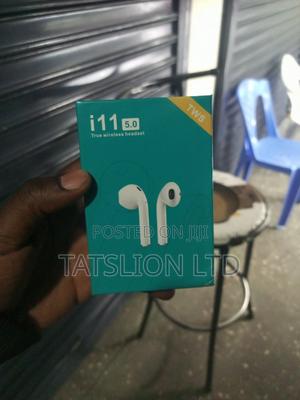 i11 5.0
True wireless headset
TWS
POSTED ON JIJI
TATSLION LTD